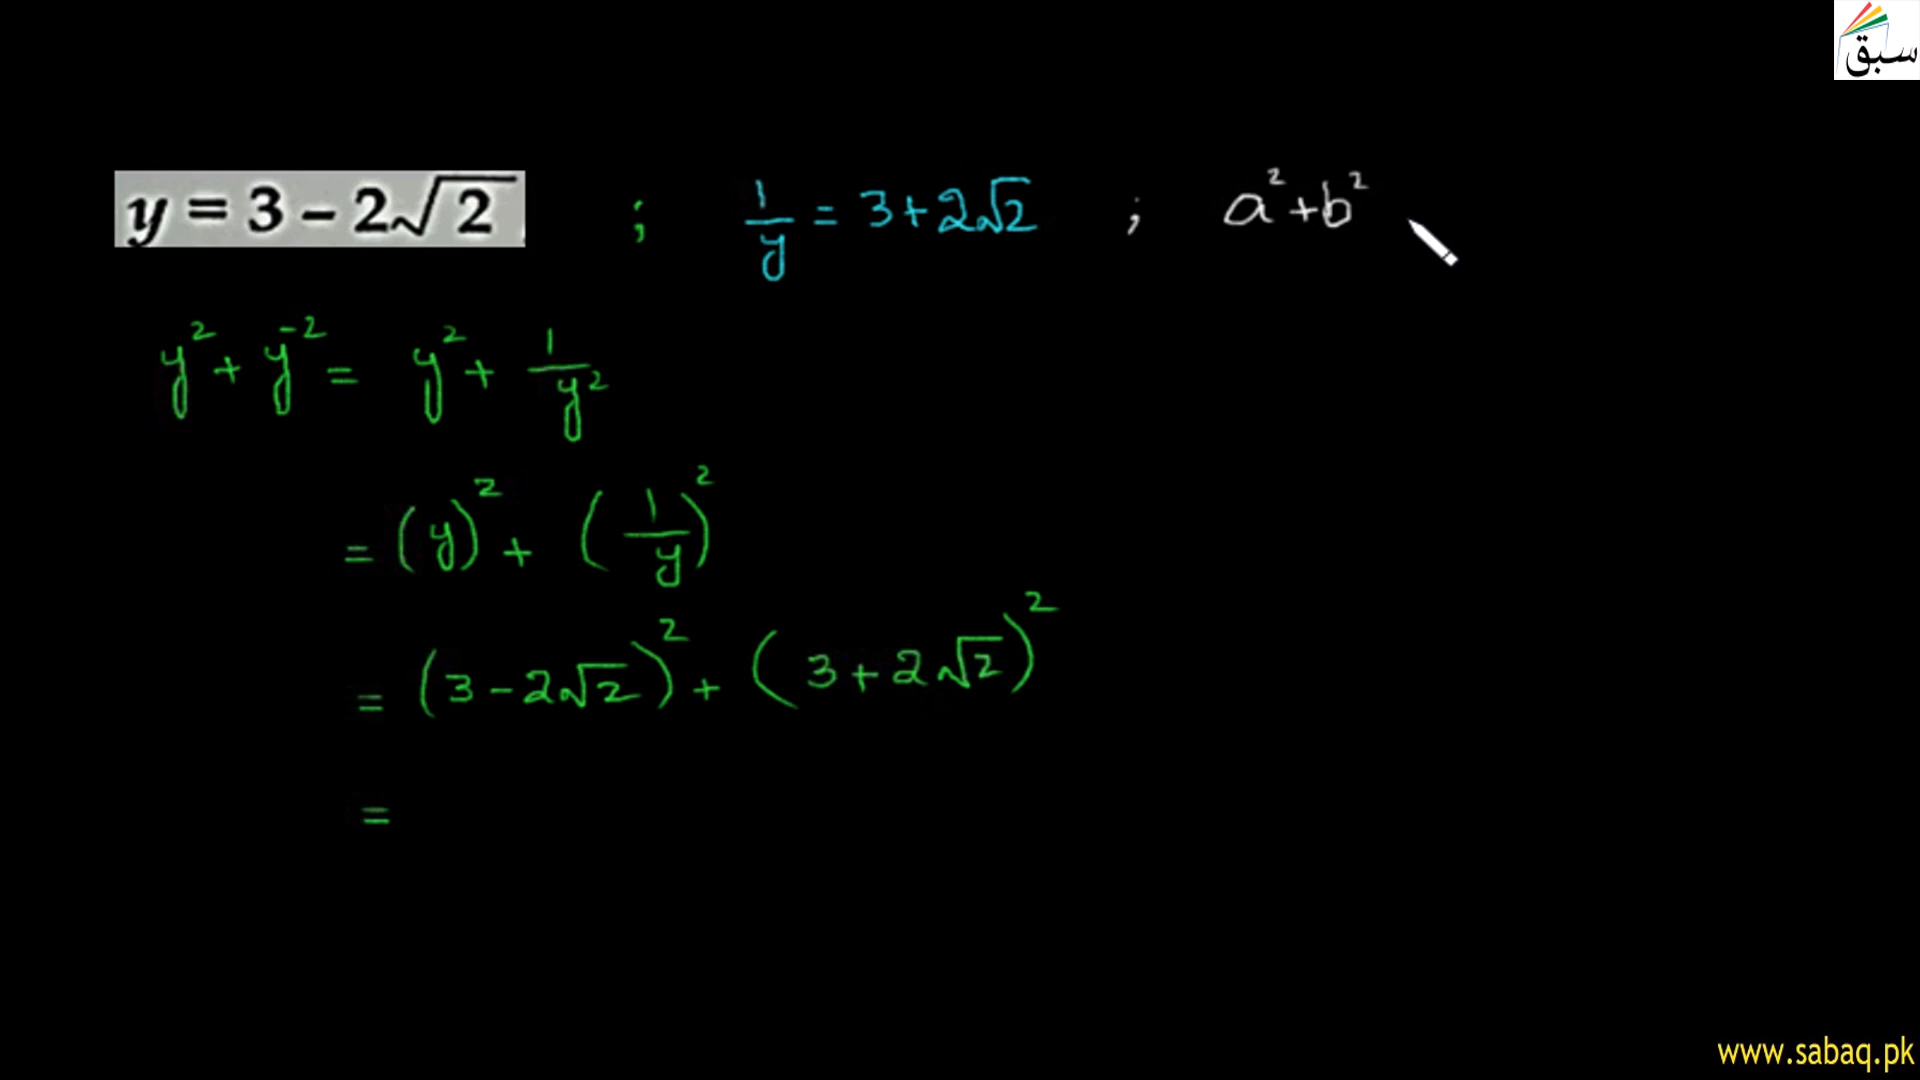 سبق
y = 3 – 2√2 ; 1/y = 3+2√2 ; a²+b²
y² + y⁻² = y² + 1/y²
= (y)² + (1/y)²
= (3 – 2√2)² + (3 + 2√2)²
=
www.sabaq.pk